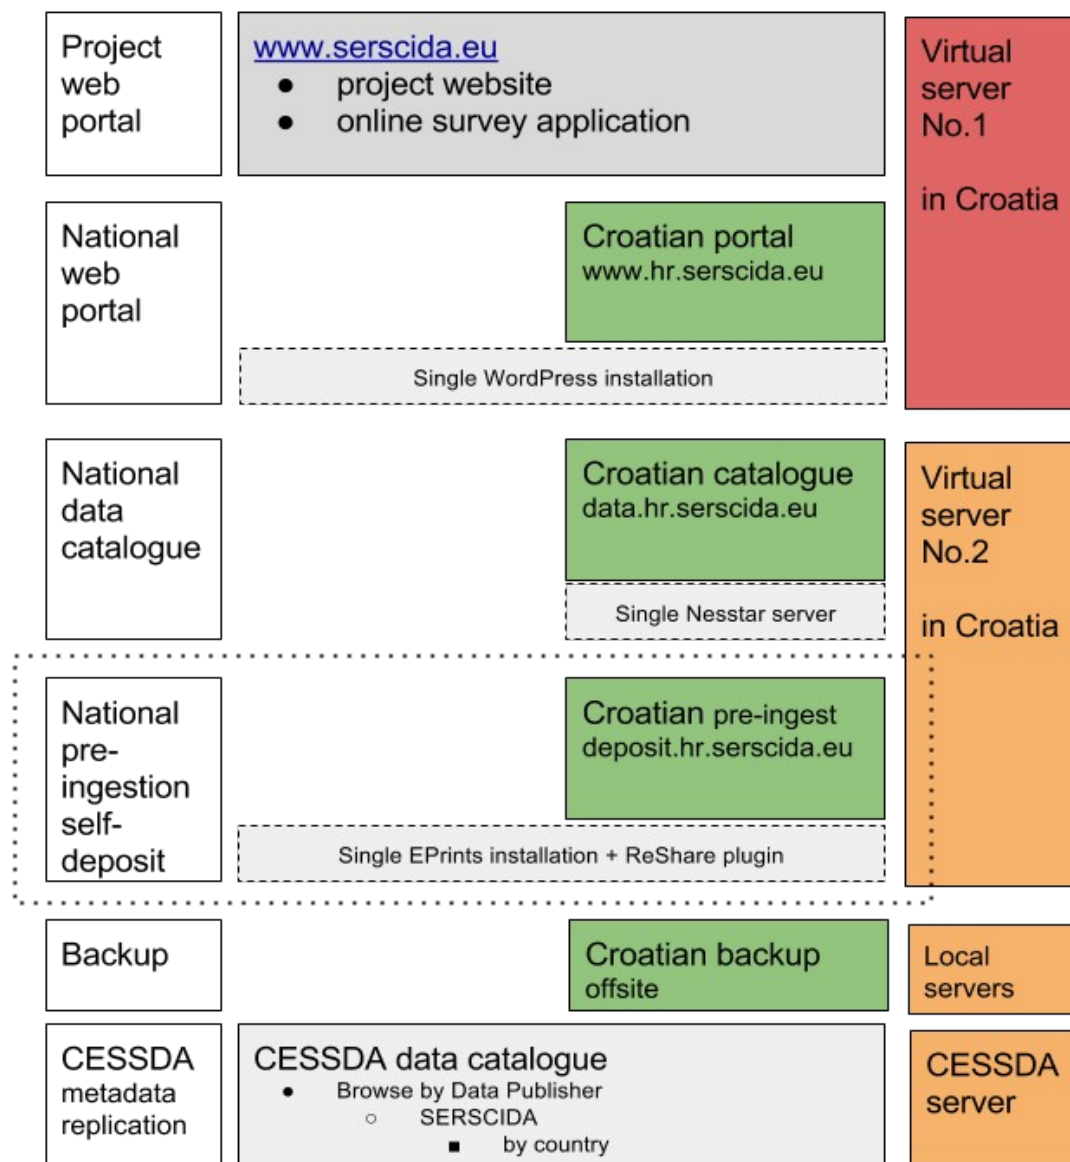 Project
web
portal
www.serscida.eu
● project website
● online survey application
Virtual
server
No.1
in Croatia
National
web
portal
Croatian portal
www.hr.serscida.eu
Single WordPress installation
National
data
catalogue
Croatian catalogue
data.hr.serscida.eu
Single Nesstar server
Virtual
server
No.2
in Croatia
National
pre-
ingestion
self-
deposit
Croatian pre-ingest
deposit.hr.serscida.eu
Single EPrints installation + ReShare plugin
Backup
Croatian backup
offsite
Local
servers
CESSDA
metadata
replication
CESSDA data catalogue
● Browse by Data Publisher
○ SERSCIDA
■ by country
CESSDA
server